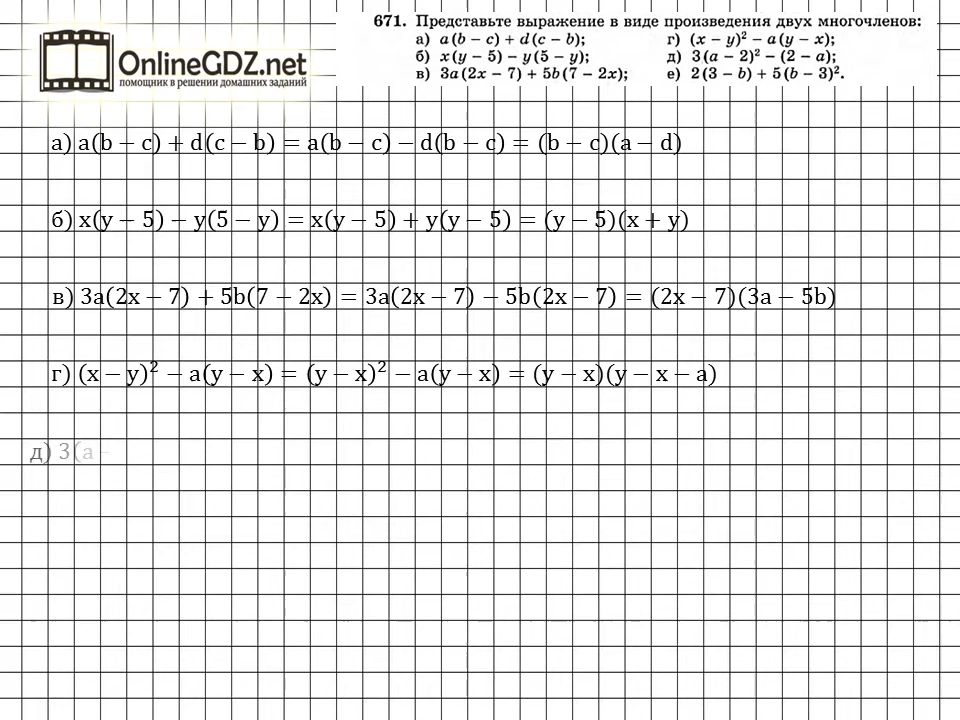 OnlineGDZ.net
помощник в решении домашних заданий
671. Представьте выражение в виде произведения двух многочленов:
а) a(b − c) + d(c − b); г) (x − y)² − a(y − x);
б) x(y − 5) − y(5 − y); д) 3(a − 2)² − (2 − a);
в) 3a(2x − 7) + 5b(7 − 2x); е) 2(3 − b) + 5(b − 3)².
а) a(b − c) + d(c − b) = a(b − c) − d(b − c) = (b − c)(a − d)
б) x(y − 5) − y(5 − y) = x(y − 5) + y(y − 5) = (y − 5)(x + y)
в) 3a(2x − 7) + 5b(7 − 2x) = 3a(2x − 7) − 5b(2x − 7) = (2x − 7)(3a − 5b)
г) (x − y)² − a(y − x) = (y − x)² − a(y − x) = (y − x)(y − x − a)
д) 3(a −